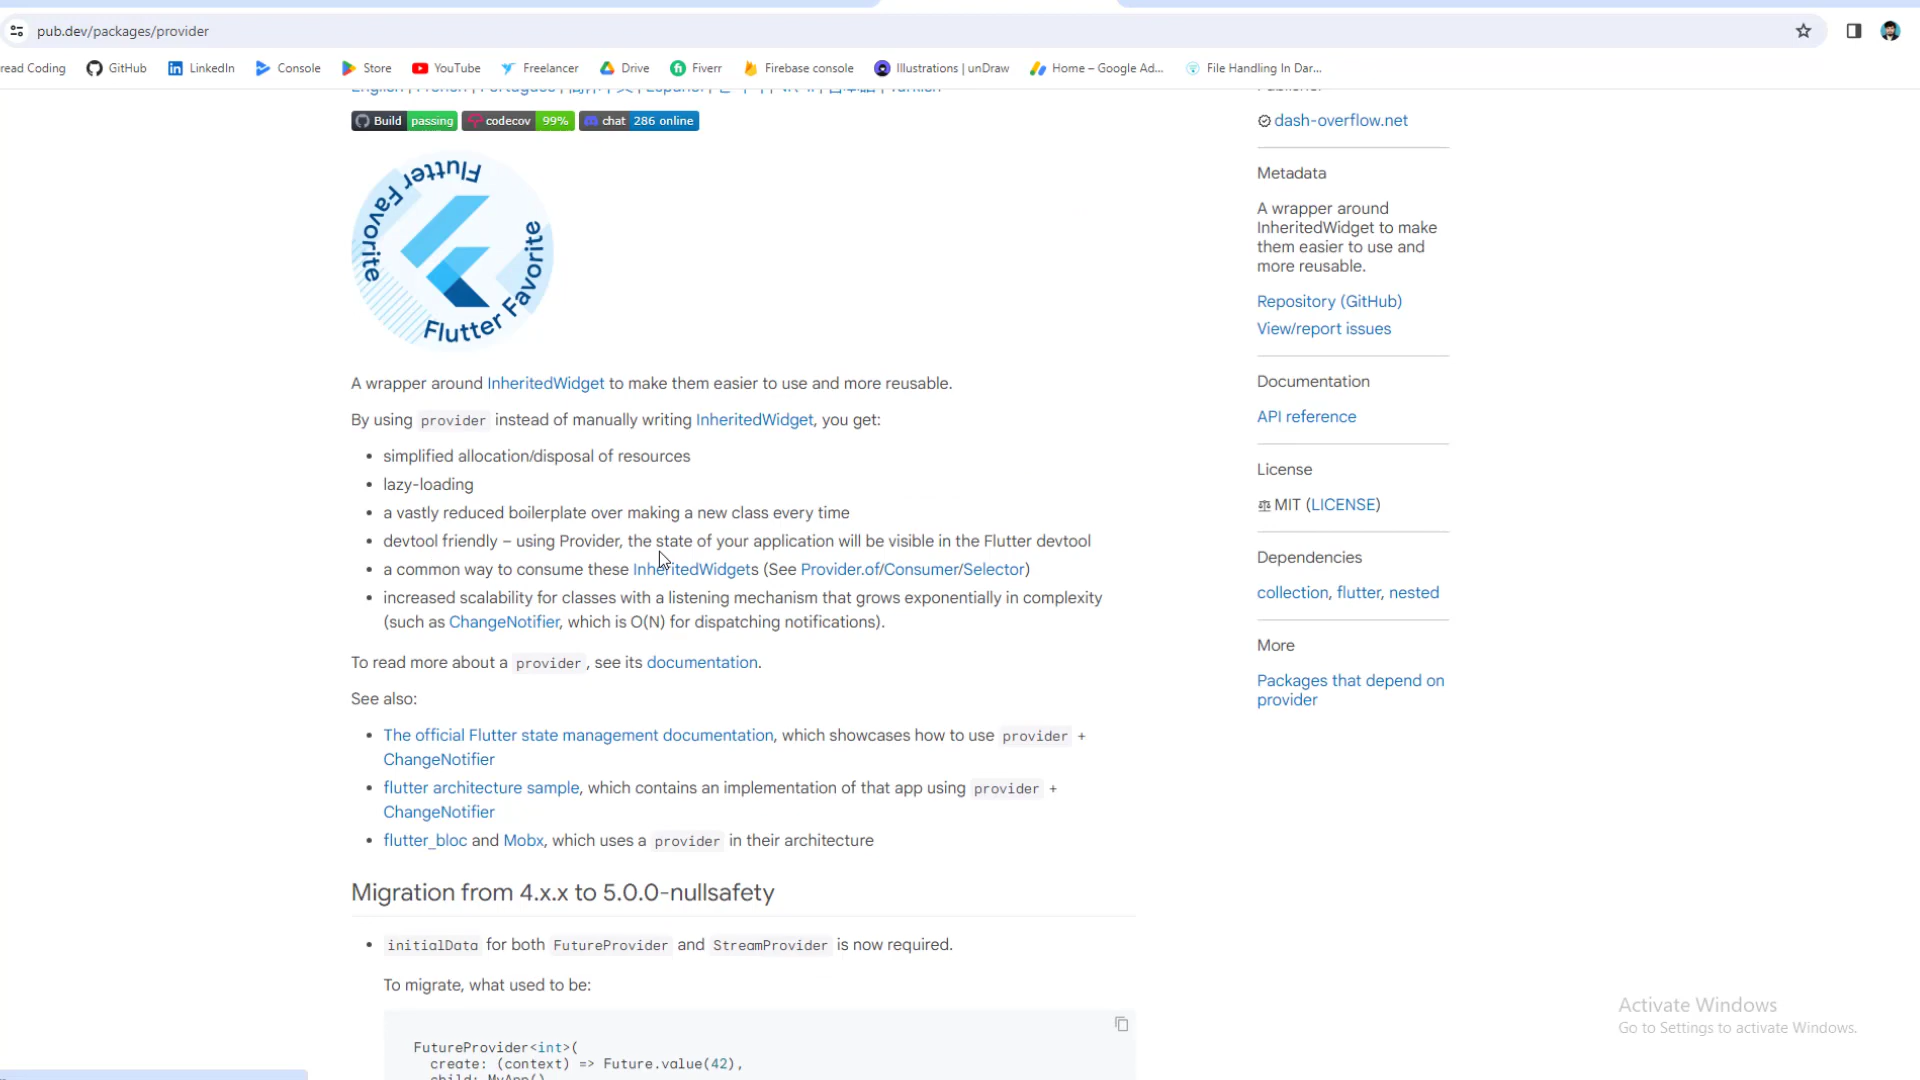 pub.dev/packages/provider
read Coding GitHub LinkedIn Console Store YouTube Freelancer Drive Fiverr Firebase console Illustrations | unDraw Home – Google Ad... File Handling In Dar...
Build passing codecov 99% chat 286 online
Flutter Favorite
Flutter Favorite
A wrapper around InheritedWidget to make them easier to use and more reusable.
By using provider instead of manually writing InheritedWidget, you get:
• simplified allocation/disposal of resources
• lazy-loading
• a vastly reduced boilerplate over making a new class every time
• devtool friendly – using Provider, the state of your application will be visible in the Flutter devtool
• a common way to consume these InheritedWidgets (See Provider.of/Consumer/Selector)
• increased scalability for classes with a listening mechanism that grows exponentially in complexity
(such as ChangeNotifier, which is O(N) for dispatching notifications).
To read more about a provider, see its documentation.
See also:
• The official Flutter state management documentation, which showcases how to use provider +
ChangeNotifier
• flutter architecture sample, which contains an implementation of that app using provider +
ChangeNotifier
• flutter_bloc and Mobx, which uses a provider in their architecture
Migration from 4.x.x to 5.0.0-nullsafety
• initialData for both FutureProvider and StreamProvider is now required.
To migrate, what used to be:
FutureProvider<int>(
create: (context) => Future.value(42),
child: MyApp()
dash-overflow.net
Metadata
A wrapper around
InheritedWidget to make
them easier to use and
more reusable.
Repository (GitHub)
View/report issues
Documentation
API reference
License
MIT (LICENSE)
Dependencies
collection, flutter, nested
More
Packages that depend on
provider
Activate Windows
Go to Settings to activate Windows.